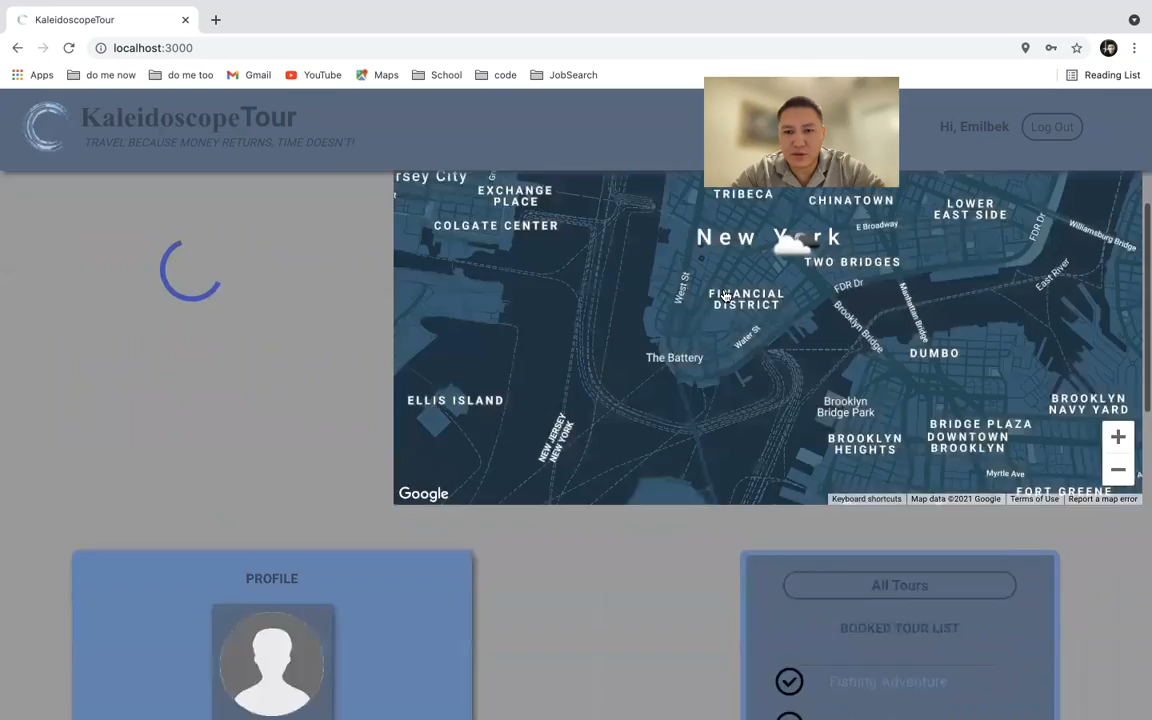 KaleidoscopeTour
localhost:3000
Apps do me now do me too Gmail YouTube Maps School code JobSearch Reading List
KaleidoscopeTour
TRAVEL BECAUSE MONEY RETURNS, TIME DOESN'T!
Hi, Emilbek Log Out
rsey City
EXCHANGE
PLACE
COLGATE CENTER
TRIBECA
CHINATOWN
LOWER
EAST SIDE
FDR Dr
Williamsburg Bridge
E Broadway
New York
TWO BRIDGES
East River
West St
FINANCIAL
DISTRICT
FDR Dr
Manhattan Bridge
Brooklyn Bridge
Water St
The Battery
DUMBO
ELLIS ISLAND
Brooklyn
Bridge Park
BROOKLYN
NAVY YARD
NEW JERSEY
NEW YORK
BRIDGE PLAZA
DOWNTOWN
BROOKLYN
BROOKLYN
HEIGHTS
Myrtle Ave
FORT GREENE
Google
Keyboard shortcuts Map data ©2021 Google Terms of Use Report a map error
PROFILE
All Tours
BOOKED TOUR LIST
Fishing Adventure